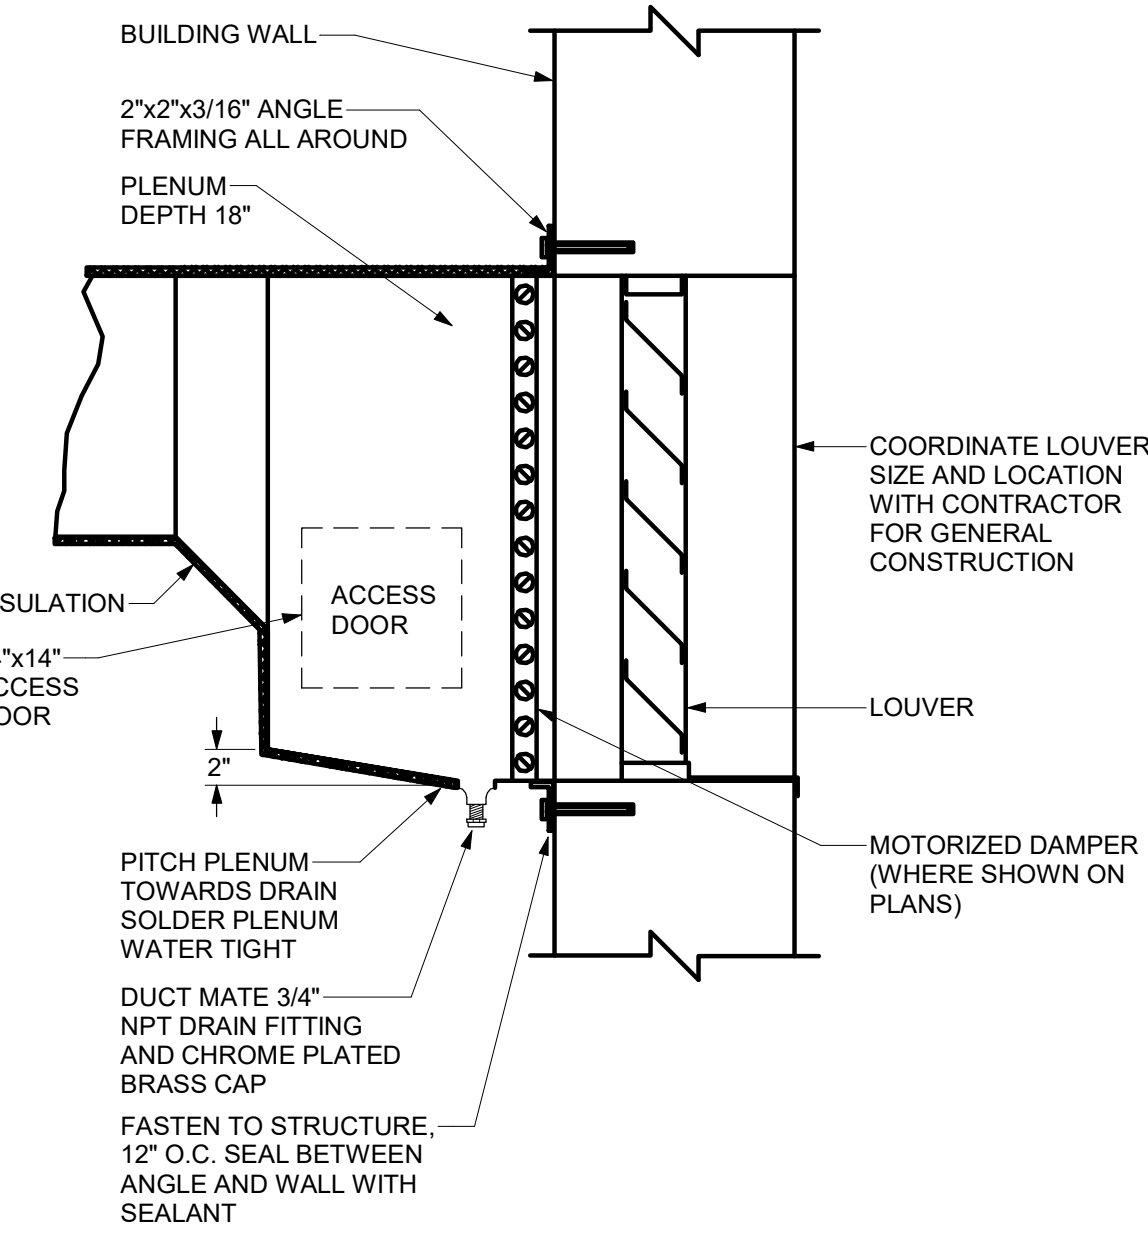 BUILDING WALL
2"x2"x3/16" ANGLE
FRAMING ALL AROUND
PLENUM
DEPTH 18"
COORDINATE LOUVER
SIZE AND LOCATION
WITH CONTRACTOR
FOR GENERAL
CONSTRUCTION
SULATION
ACCESS
DOOR
"x14"
CCESS
OOR
LOUVER
2"
MOTORIZED DAMPER
(WHERE SHOWN ON
PLANS)
PITCH PLENUM
TOWARDS DRAIN
SOLDER PLENUM
WATER TIGHT
DUCT MATE 3/4"
NPT DRAIN FITTING
AND CHROME PLATED
BRASS CAP
FASTEN TO STRUCTURE,
12" O.C. SEAL BETWEEN
ANGLE AND WALL WITH
SEALANT